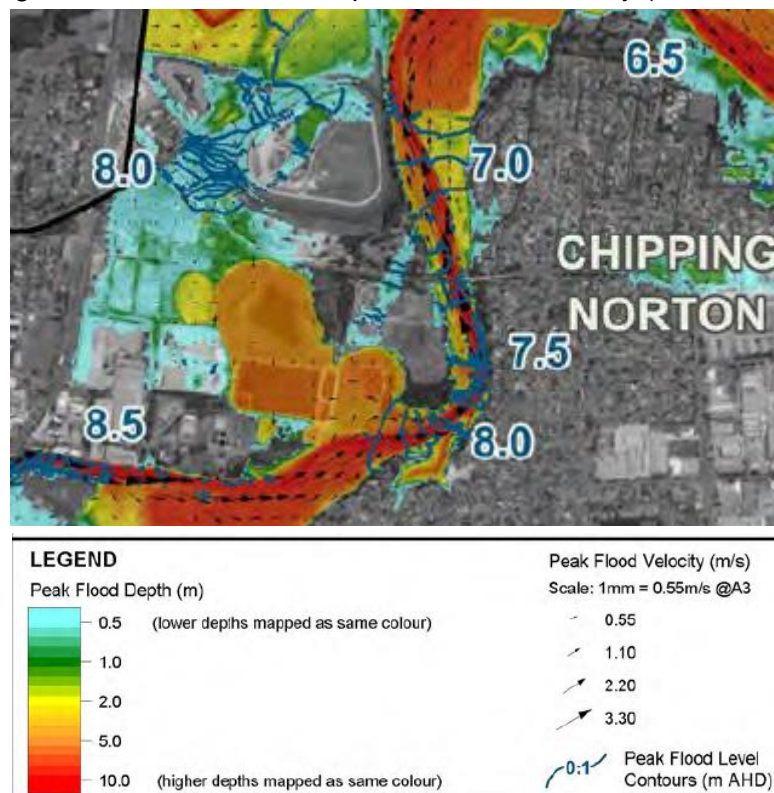 6.5
8.0
7.0
CHIPPING
NORTON
7.5
8.5
8.0
LEGEND
Peak Flood Depth (m)
0.5 (lower depths mapped as same colour)
1.0
2.0
5.0
10.0 (higher depths mapped as same colour)
Peak Flood Velocity (m/s)
Scale: 1mm = 0.55m/s @A3
0.55
1.10
2.20
3.30
0.1 Peak Flood Level
Contours (m AHD)